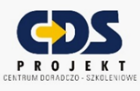 CDS
PROJEKT
CENTRUM DORADCZO - SZKOLENIOWE